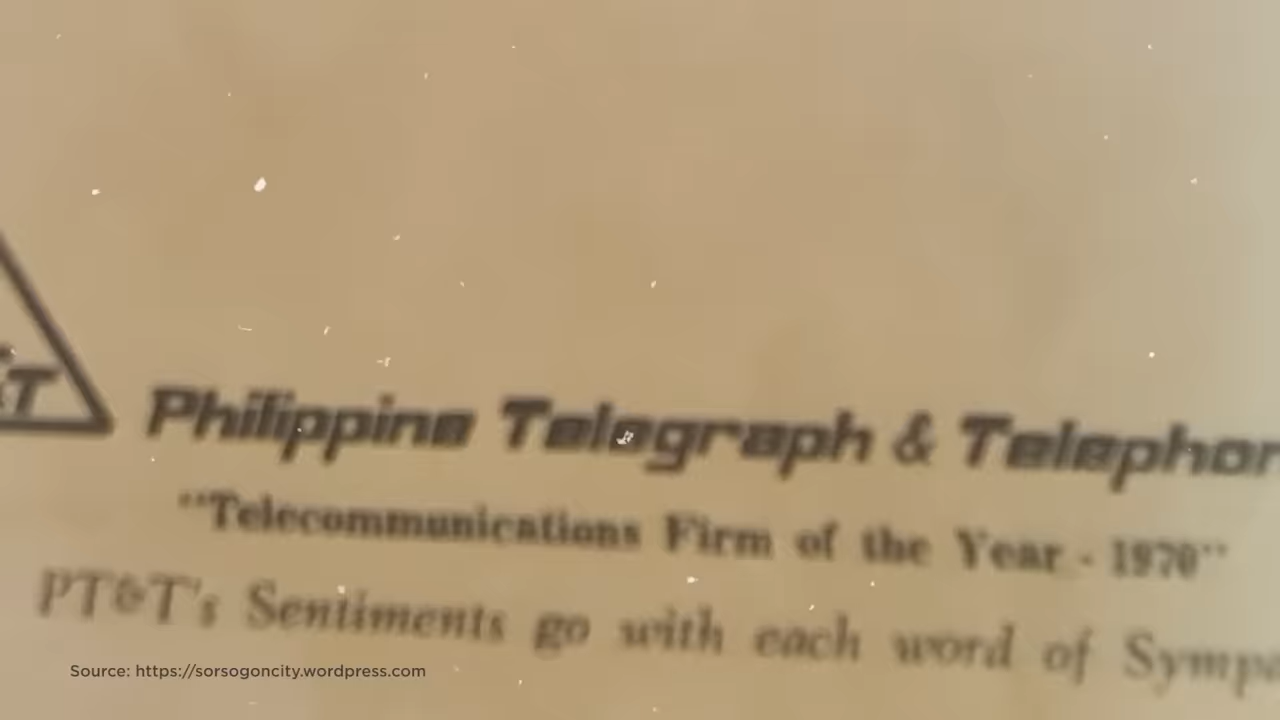 &T
Philippine Telegraph & Telephon
"Telecommunications Firm of the Year - 1970"
PT&T's Sentiments go with each word of Sympa
Source: https://sorsogoncity.wordpress.com